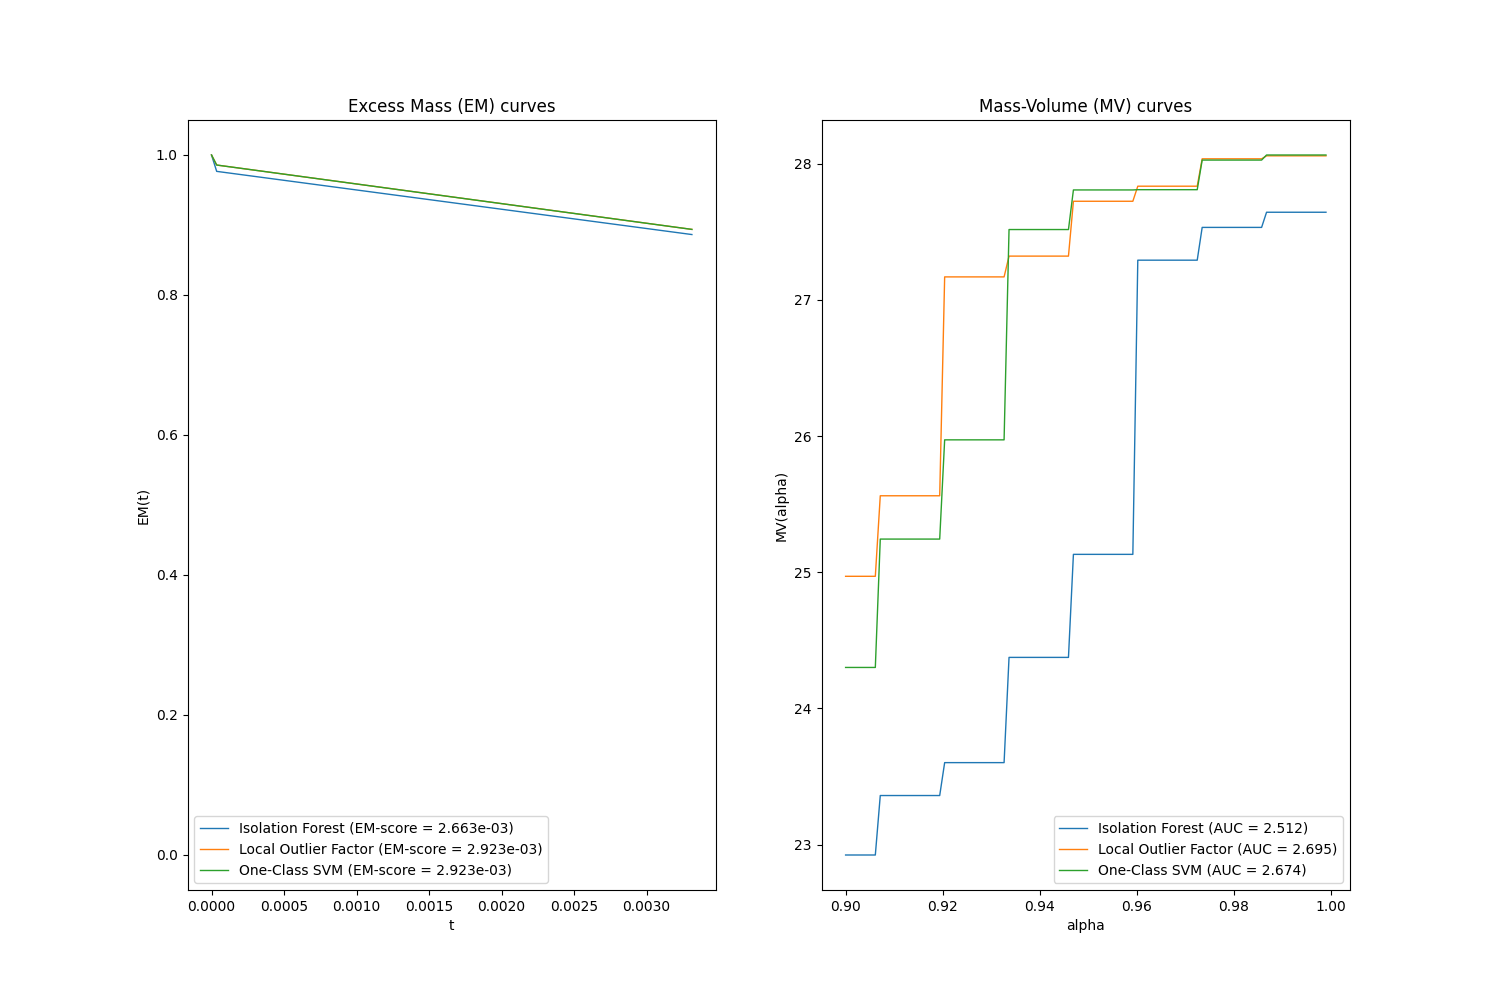 Excess Mass (EM) curves
EM(t)
1.0
0.8
0.6
0.4
0.2
0.0
Isolation Forest (EM-score = 2.663e-03)
Local Outlier Factor (EM-score = 2.923e-03)
One-Class SVM (EM-score = 2.923e-03)
0.0000 0.0005 0.0010 0.0015 0.0020 0.0025 0.0030
t
Mass-Volume (MV) curves
MV(alpha)
28
27
26
25
24
23
Isolation Forest (AUC = 2.512)
Local Outlier Factor (AUC = 2.695)
One-Class SVM (AUC = 2.674)
0.90 0.92 0.94 0.96 0.98 1.00
alpha